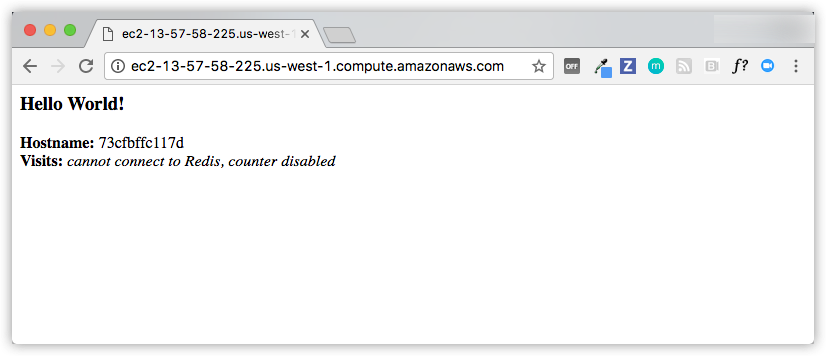 ec2-13-57-58-225.us-west-1
ec2-13-57-58-225.us-west-1.compute.amazonaws.com
OFF
Z
m
B
f?
Hello World!
Hostname: 73cfbffc117d
Visits: cannot connect to Redis, counter disabled